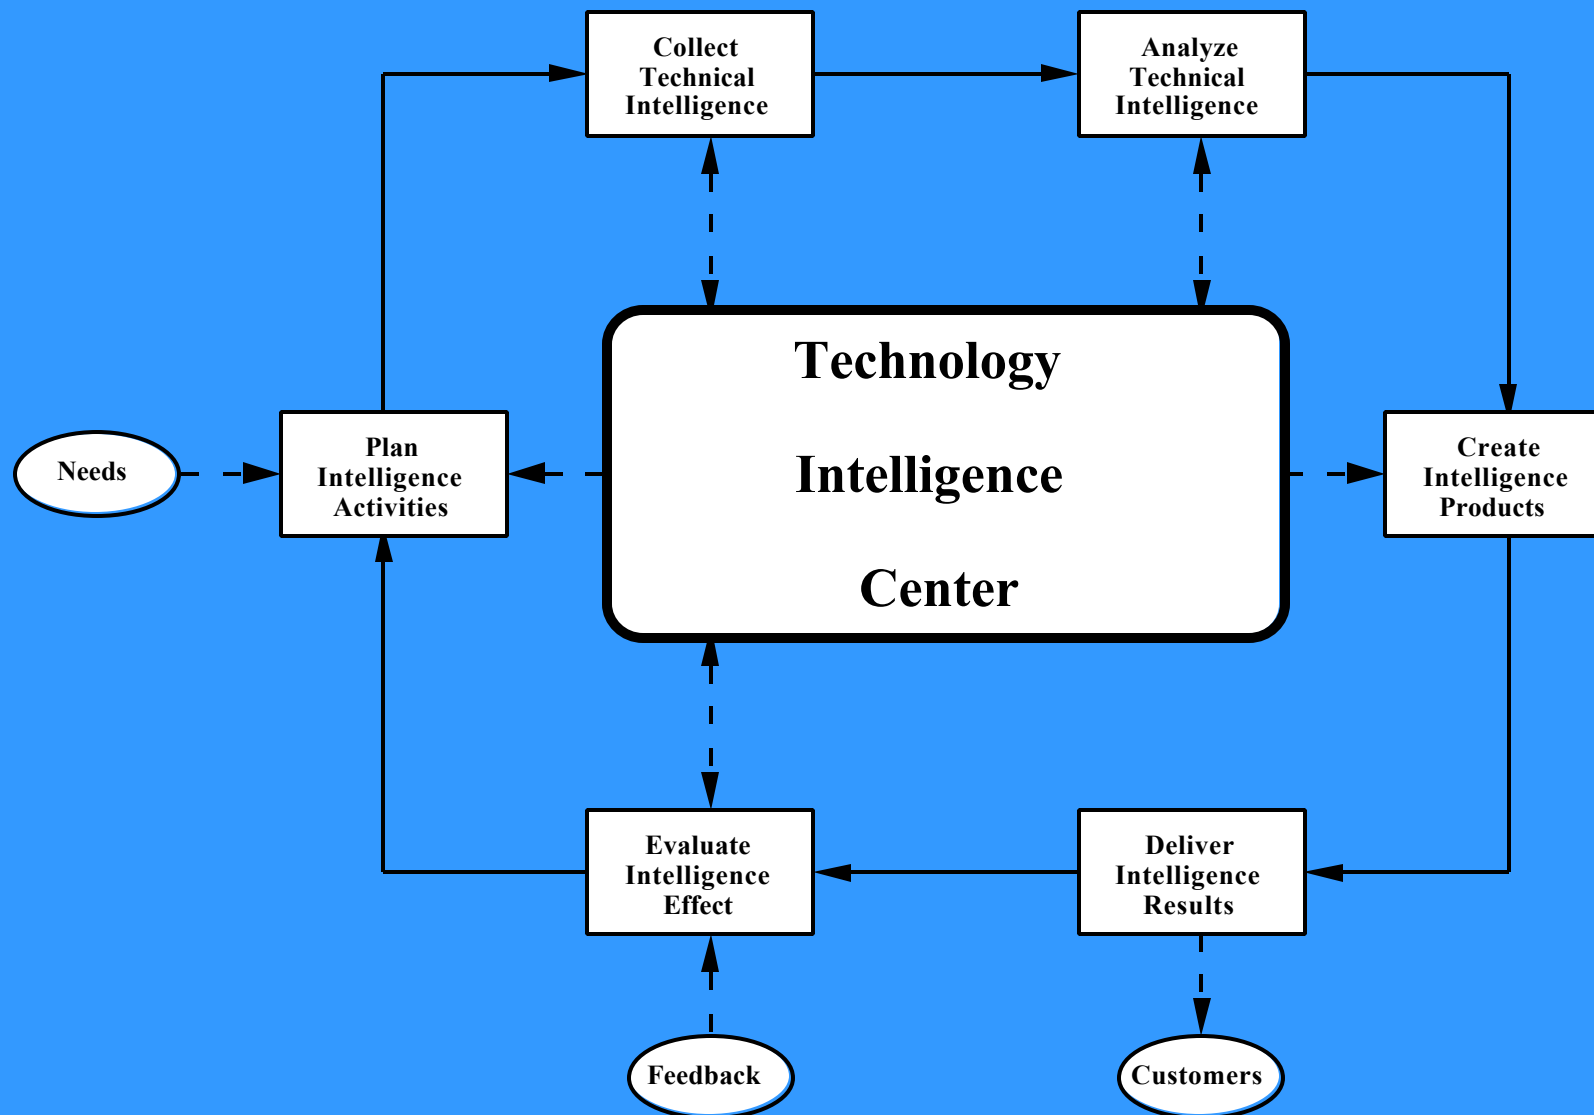 Collect
Technical
Intelligence
Analyze
Technical
Intelligence
Technology
Intelligence
Center
Needs
Plan
Intelligence
Activities
Create
Intelligence
Products
Evaluate
Intelligence
Effect
Deliver
Intelligence
Results
Feedback
Customers